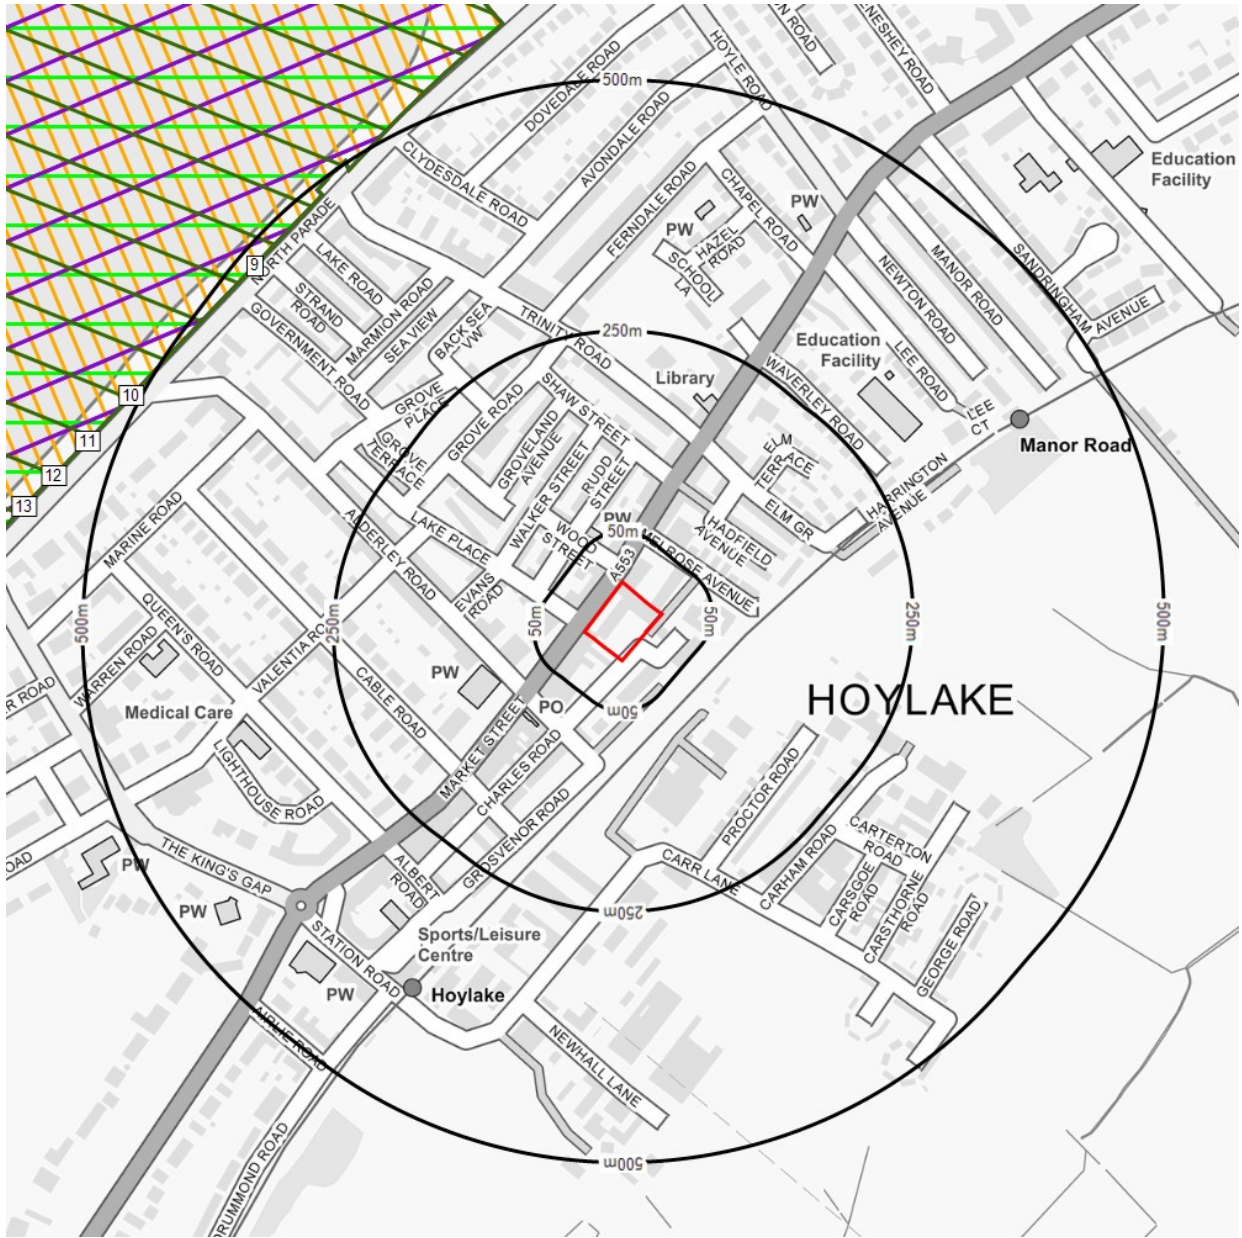 HOYLE ROAD
DOVEDALE ROAD
500m
AVONDALE ROAD
CLYDESDALE ROAD
FERNDALE ROAD
CHAPEL ROAD
PW
PW
HAZEL
ROAD
SCHOOL
LA
Education
Facility
NORTH PARADE
9
LAKE ROAD
STRAND
ROAD
MARMION ROAD
SEA VIEW
BACK SEA
VW
GOVERNMENT ROAD
TRINITY ROAD
250m
NEWTON ROAD
MANOR ROAD
SANDRINGHAM
AVENUE
Education
Facility
LEE ROAD
LEE
CT
WAVERLEY ROAD
Library
Manor Road
HARRINGTON
AVENUE
10
11
12
13
GROVE
PLACE
GROVE
TERRACE
GROVE ROAD
GROVELAND
AVENUE
SHAW STREET
WALKER STREET
RUDD
STREET
ELM
TERRACE
ELM GR
HADFIELD
AVENUE
MELROSE AVENUE
PW
50m
WOOD
STREET
LAKE PLACE
EVANS
ROAD
A553
50m
50m
50m
MARINE ROAD
ALDERLEY ROAD
QUEEN'S ROAD
WARREN ROAD
VALENTIA RO
250m
500m
250m
500m
CABLE ROAD
Medical Care
LIGHTHOUSE ROAD
PW
PO
MARKET STREET
CHARLES ROAD
GROSVENOR ROAD
HOYLAKE
PROCTOR ROAD
CARR LANE
CARHAM ROAD
CARTERTON
ROAD
CARSGOE
ROAD
CARSTHORNE
ROAD
GEORGE ROAD
250m
ALBERT
ROAD
THE KING'S GAP
PW
PW
STATION ROAD
Sports/Leisure
Centre
PW
Hoylake
AIRLIE ROAD
NEWHALL LANE
DRUMMOND ROAD
500m